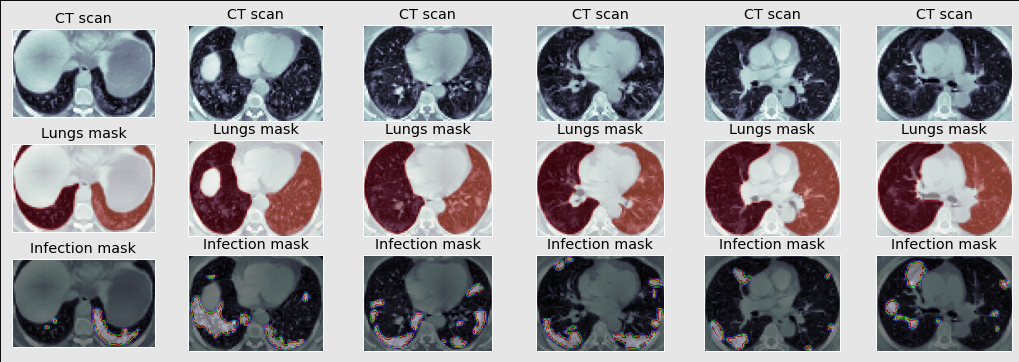 CT scan CT scan CT scan CT scan CT scan CT scan
Lungs mask Lungs mask Lungs mask Lungs mask Lungs mask Lungs mask
Infection mask Infection mask Infection mask Infection mask Infection mask Infection mask